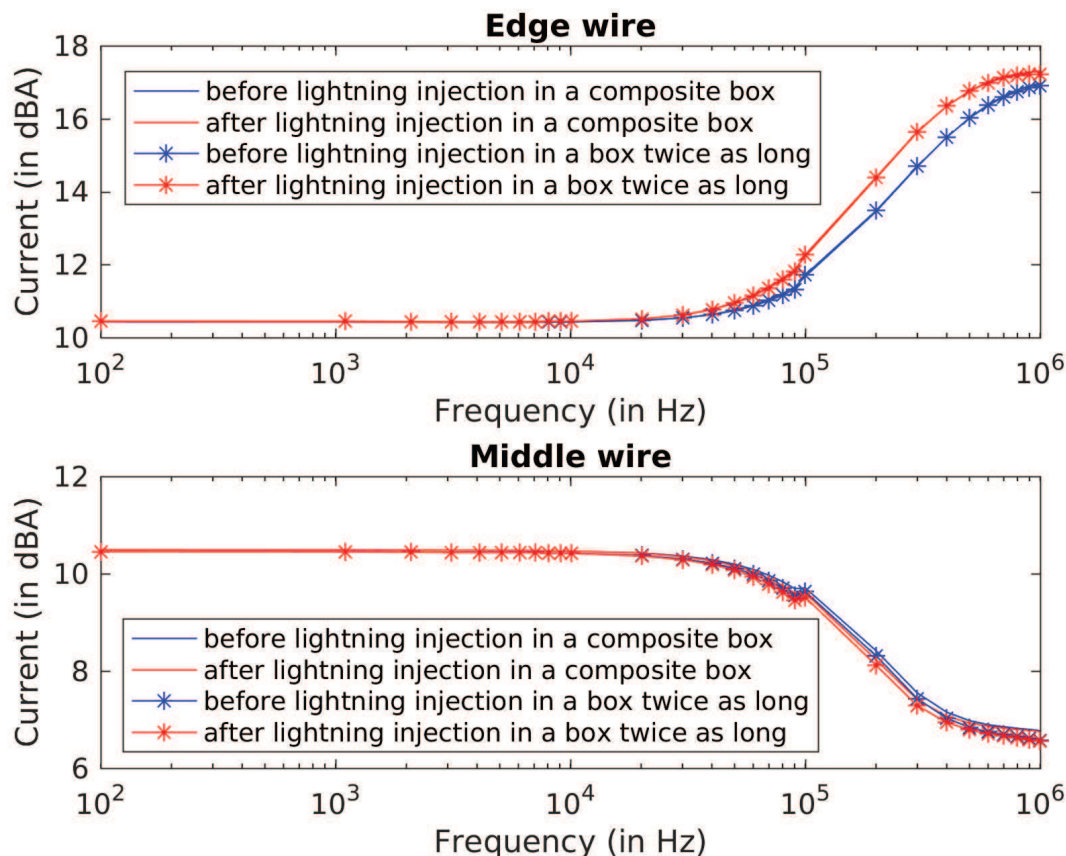 Edge wire
18
16
14
12
10
Current (in dBA)
before lightning injection in a composite box
after lightning injection in a composite box
before lightning injection in a box twice as long
after lightning injection in a box twice as long
10² 10³ 10⁴ 10⁵ 10⁶
Frequency (in Hz)
Middle wire
12
10
8
6
Current (in dBA)
before lightning injection in a composite box
after lightning injection in a composite box
before lightning injection in a box twice as long
after lightning injection in a box twice as long
10² 10³ 10⁴ 10⁵ 10⁶
Frequency (in Hz)